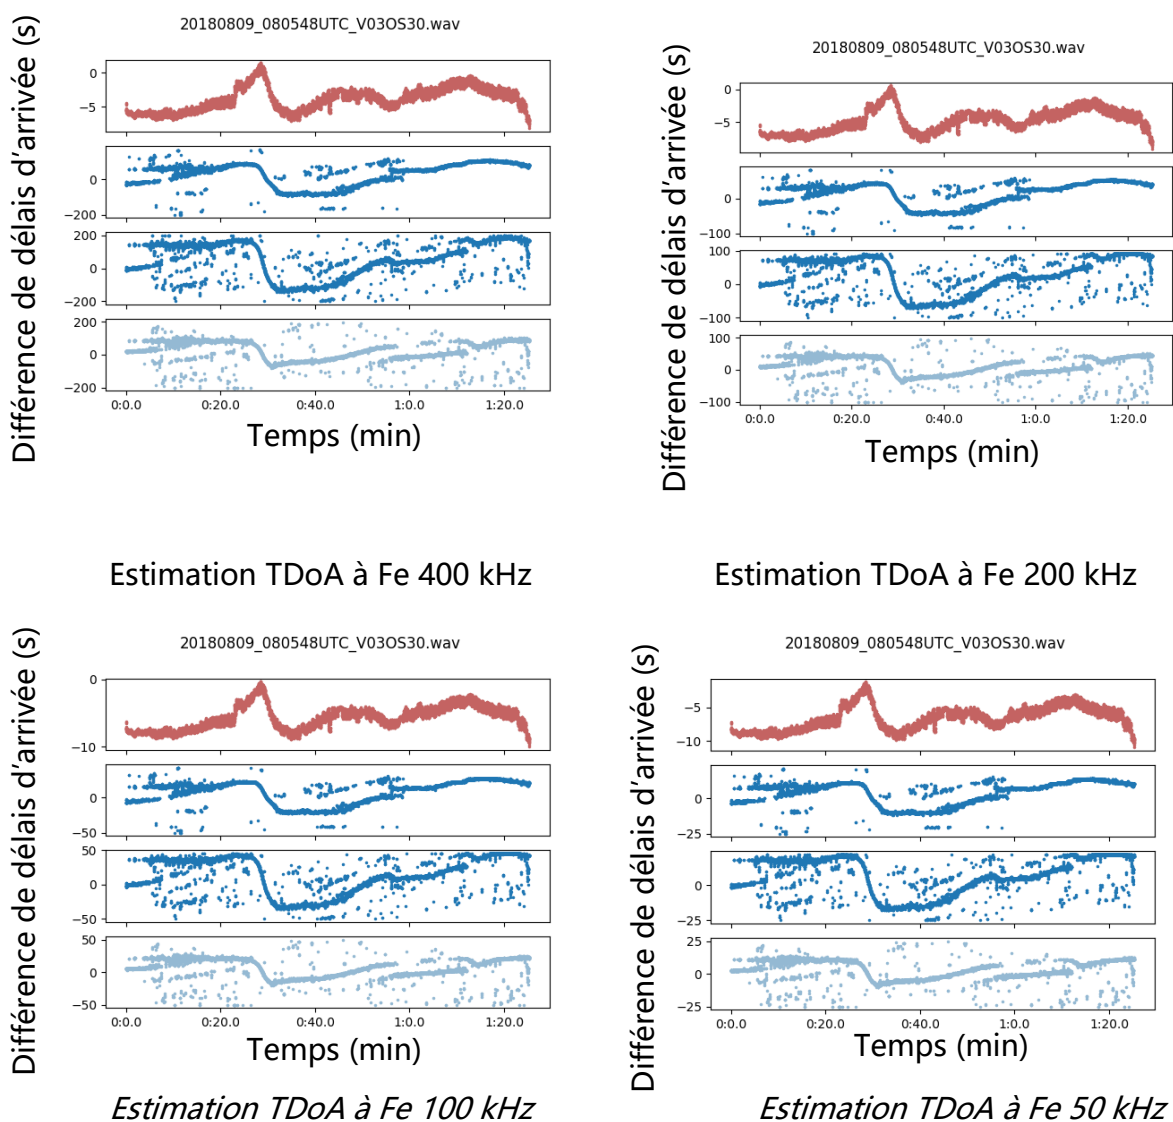 Différence de délais d'arrivée (s)
20180809_080548UTC_V03OS30.wav
0
−5
0
−200
200
0
−200
200
0
−200
0:0.0 0:20.0 0:40.0 1:0.0 1:20.0
Temps (min)
Estimation TDoA à Fe 400 kHz
Différence de délais d'arrivée (s)
20180809_080548UTC_V03OS30.wav
0
−5
0
−100
100
0
−100
100
0
−100
0:0.0 0:20.0 0:40.0 1:0.0 1:20.0
Temps (min)
Estimation TDoA à Fe 200 kHz
Différence de délais d'arrivée (s)
20180809_080548UTC_V03OS30.wav
0
−10
0
−50
50
0
−50
50
0
−50
0:0.0 0:20.0 0:40.0 1:0.0 1:20.0
Temps (min)
Estimation TDoA à Fe 100 kHz
Différence de délais d'arrivée (s)
20180809_080548UTC_V03OS30.wav
−5
−10
0
−25
0
−25
25
0
−25
0:0.0 0:20.0 0:40.0 1:0.0 1:20.0
Temps (min)
Estimation TDoA à Fe 50 kHz